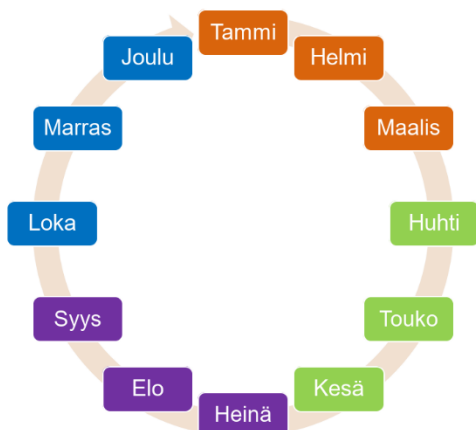 Tammi
Helmi
Maalis
Huhti
Touko
Kesä
Heinä
Elo
Syys
Loka
Marras
Joulu